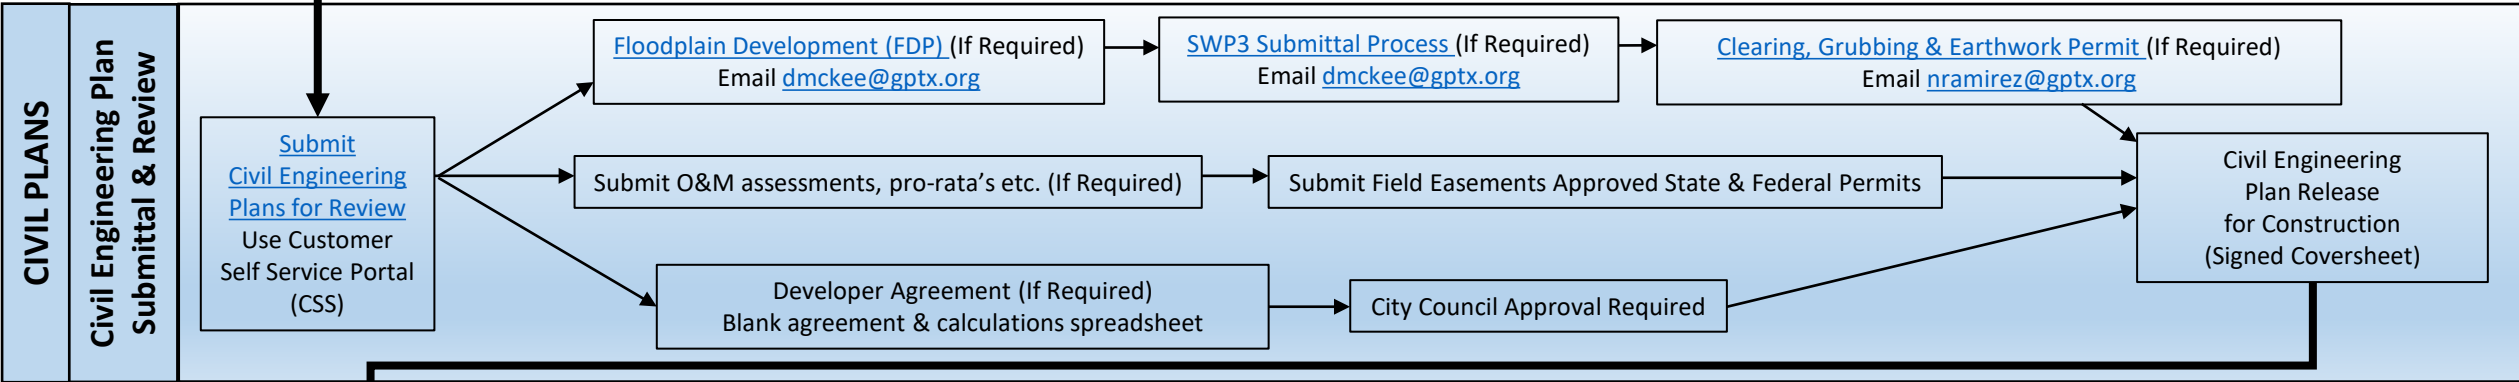 CIVIL PLANS
Civil Engineering Plan
Submittal & Review
Submit
Civil Engineering
Plans for Review
Use Customer
Self Service Portal
(CSS)
Floodplain Development (FDP) (If Required)
Email dmckee@gptx.org
SWP3 Submittal Process (If Required)
Email dmckee@gptx.org
Clearing, Grubbing & Earthwork Permit (If Required)
Email nramirez@gptx.org
Submit O&M assessments, pro-rata’s etc. (If Required)
Submit Field Easements Approved State & Federal Permits
Developer Agreement (If Required)
Blank agreement & calculations spreadsheet
City Council Approval Required
Civil Engineering
Plan Release
for Construction
(Signed Coversheet)